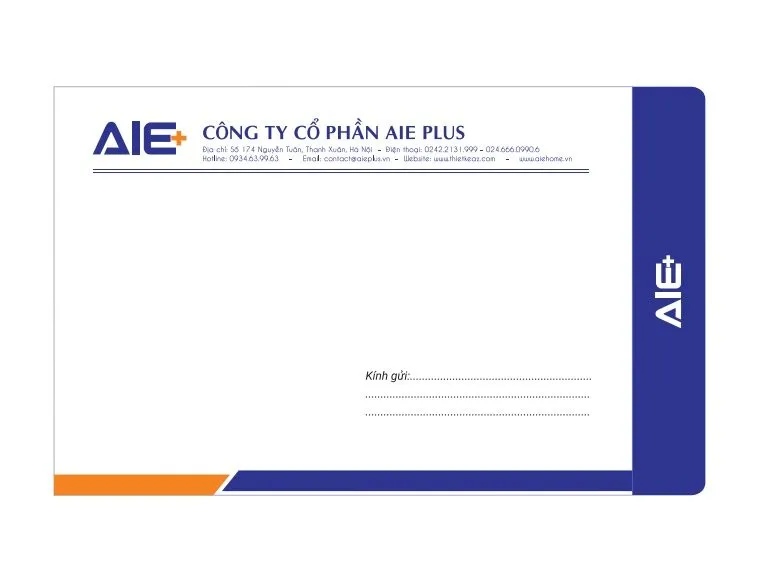 AIE+
CÔNG TY CỔ PHẦN AIE PLUS
Địa chỉ: Số 174 Nguyễn Tuân, Thanh Xuân, Hà Nội - Điện thoại: 0242.2131.999 - 024.666.0990.6
Hotline: 0934.63.99.63 - Email: contact@aieplus.vn - Website: www.thietkeaz.com - www.aiehome.vn
AIE+
Kính gửi:............................................................
...........................................................................
...........................................................................